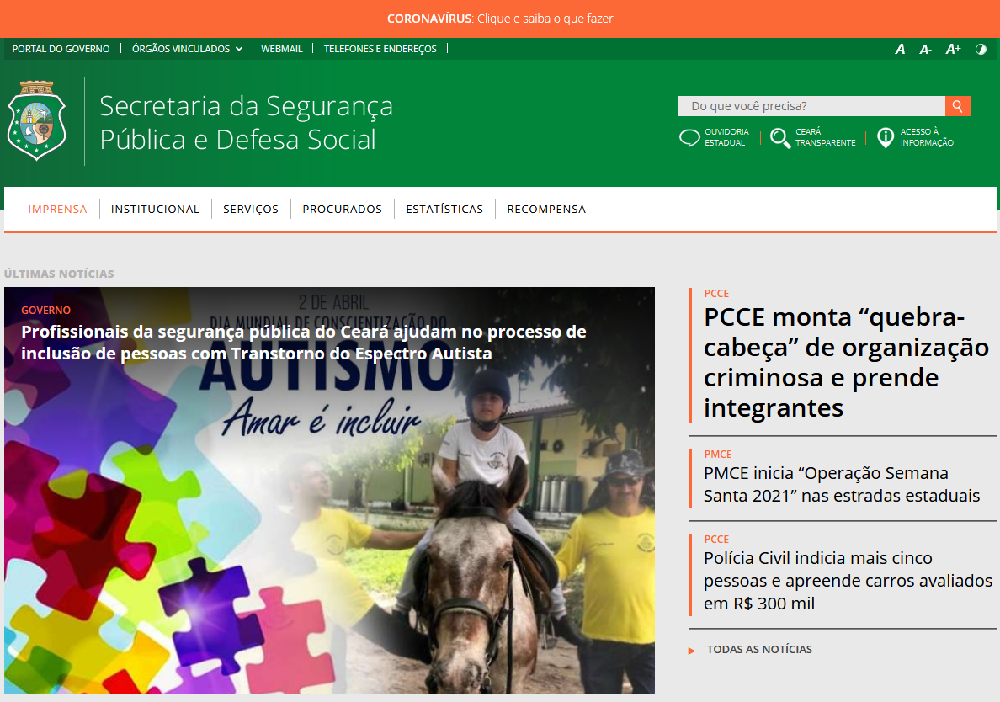 CORONAVÍRUS: Clique e saiba o que fazer
PORTAL DO GOVERNO
ÓRGÃOS VINCULADOS
WEBMAIL
TELEFONES E ENDEREÇOS
A
A-
A+
Secretaria da Segurança
Pública e Defesa Social
Do que você precisa?
OUVIDORIA
ESTADUAL
CEARÁ
TRANSPARENTE
ACESSO À
INFORMAÇÃO
IMPRENSA
INSTITUCIONAL
SERVIÇOS
PROCURADOS
ESTATÍSTICAS
RECOMPENSA
ÚLTIMAS NOTÍCIAS
2 DE ABRIL
GOVERNO
DIA MUNDIAL DE CONSCIENTIZAÇÃO DO
Profissionais da segurança pública do Ceará ajudam no processo de
inclusão de pessoas com Transtorno do Espectro Autista
AUTISMO
Amar é incluir
PCCE
PCCE monta “quebra-
cabeça” de organização
criminosa e prende
integrantes
PMCE
PMCE inicia “Operação Semana
Santa 2021” nas estradas estaduais
PCCE
Polícia Civil indicia mais cinco
pessoas e apreende carros avaliados
em R$ 300 mil
TODAS AS NOTÍCIAS